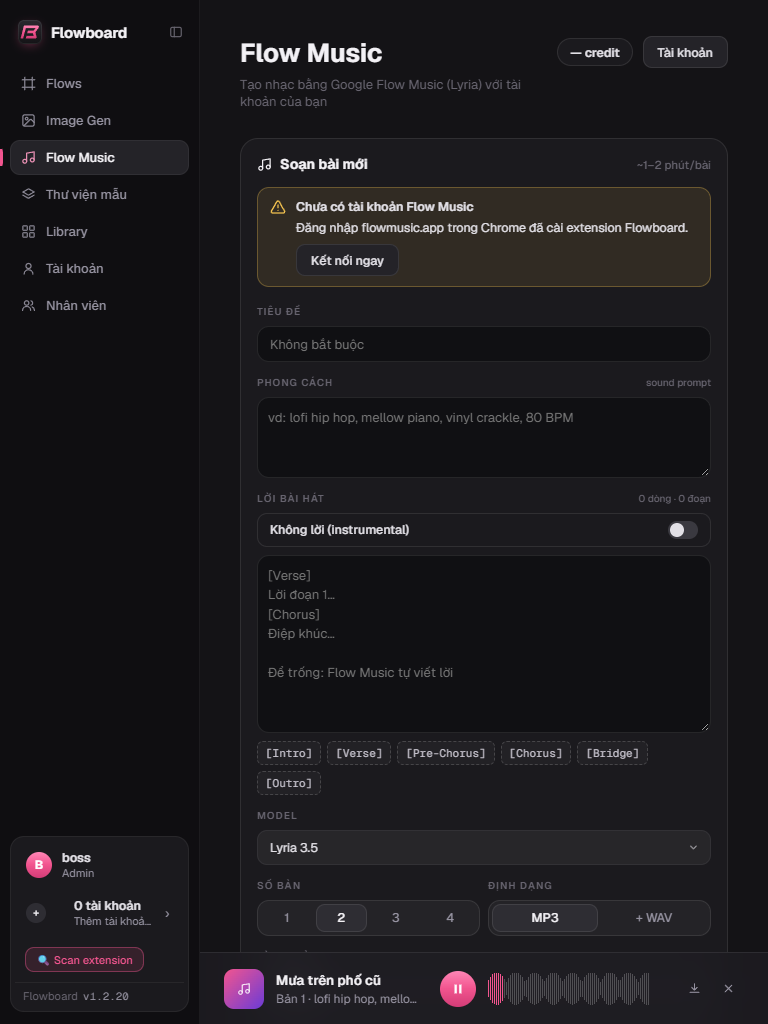 Flowboard
Flows
Image Gen
Flow Music
Thư viện mẫu
Library
Tài khoản
Nhân viên
B
boss
Admin
+
0 tài khoản
Thêm tài khoả...
›
Scan extension
Flowboard v1.2.20
Flow Music
— credit
Tài khoản
Tạo nhạc bằng Google Flow Music (Lyria) với tài
khoản của bạn
Soạn bài mới
~1–2 phút/bài
Chưa có tài khoản Flow Music
Đăng nhập flowmusic.app trong Chrome đã cài extension Flowboard.
Kết nối ngay
TIÊU ĐỀ
Không bắt buộc
PHONG CÁCH
sound prompt
vd: lofi hip hop, mellow piano, vinyl crackle, 80 BPM
LỜI BÀI HÁT
0 dòng · 0 đoạn
Không lời (instrumental)
[Verse]
Lời đoạn 1...
[Chorus]
Điệp khúc...
Để trống: Flow Music tự viết lời
[Intro] [Verse] [Pre-Chorus] [Chorus] [Bridge]
[Outro]
MODEL
Lyria 3.5
SỐ BẢN
ĐỊNH DẠNG
1 2 3 4
MP3 + WAV
Mưa trên phố cũ
Bản 1 · lofi hip hop, mello...